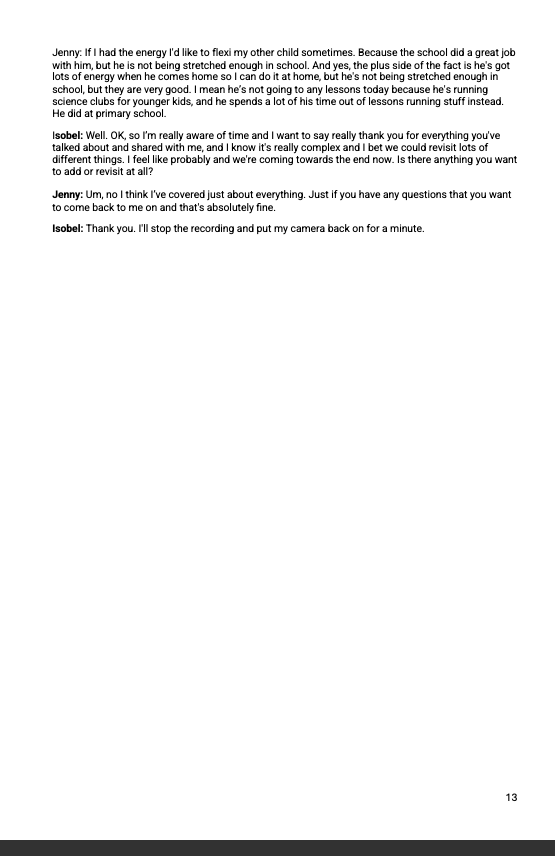 Jenny: If I had the energy I'd like to flexi my other child sometimes. Because the school did a great job
with him, but he is not being stretched enough in school. And yes, the plus side of the fact is he's got
lots of energy when he comes home so I can do it at home, but he's not being stretched enough in
school, but they are very good. I mean he's not going to any lessons today because he's running
science clubs for younger kids, and he spends a lot of his time out of lessons running stuff instead.
He did at primary school.
Isobel: Well. OK, so I'm really aware of time and I want to say really thank you for everything you've
talked about and shared with me, and I know it's really complex and I bet we could revisit lots of
different things. I feel like probably and we're coming towards the end now. Is there anything you want
to add or revisit at all?
Jenny: Um, no I think I've covered just about everything. Just if you have any questions that you want
to come back to me on and that's absolutely fine.
Isobel: Thank you. I'll stop the recording and put my camera back on for a minute.
13